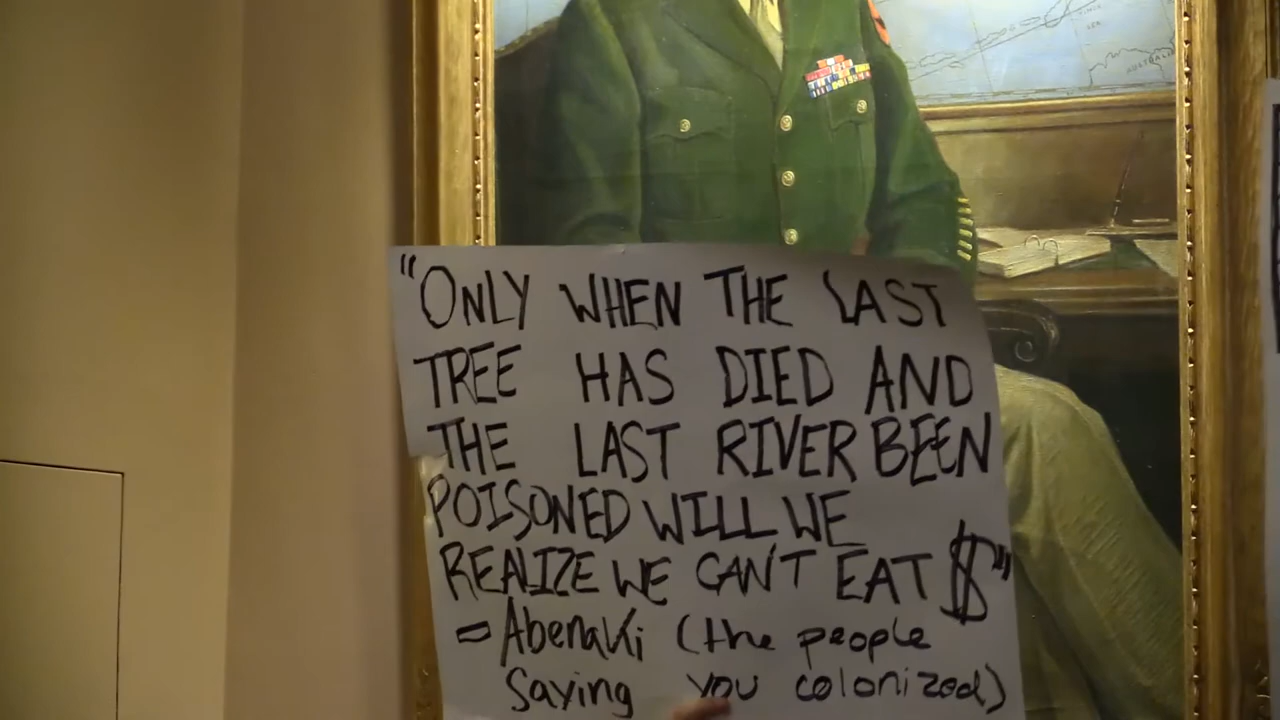 "ONLY WHEN THE LAST
TREE HAS DIED AND
THE LAST RIVER BEEN
POISONED WILL WE
REALIZE WE CAN'T EAT $"
- Abenaki (the people
saying you colonized)
AUSTRALIA